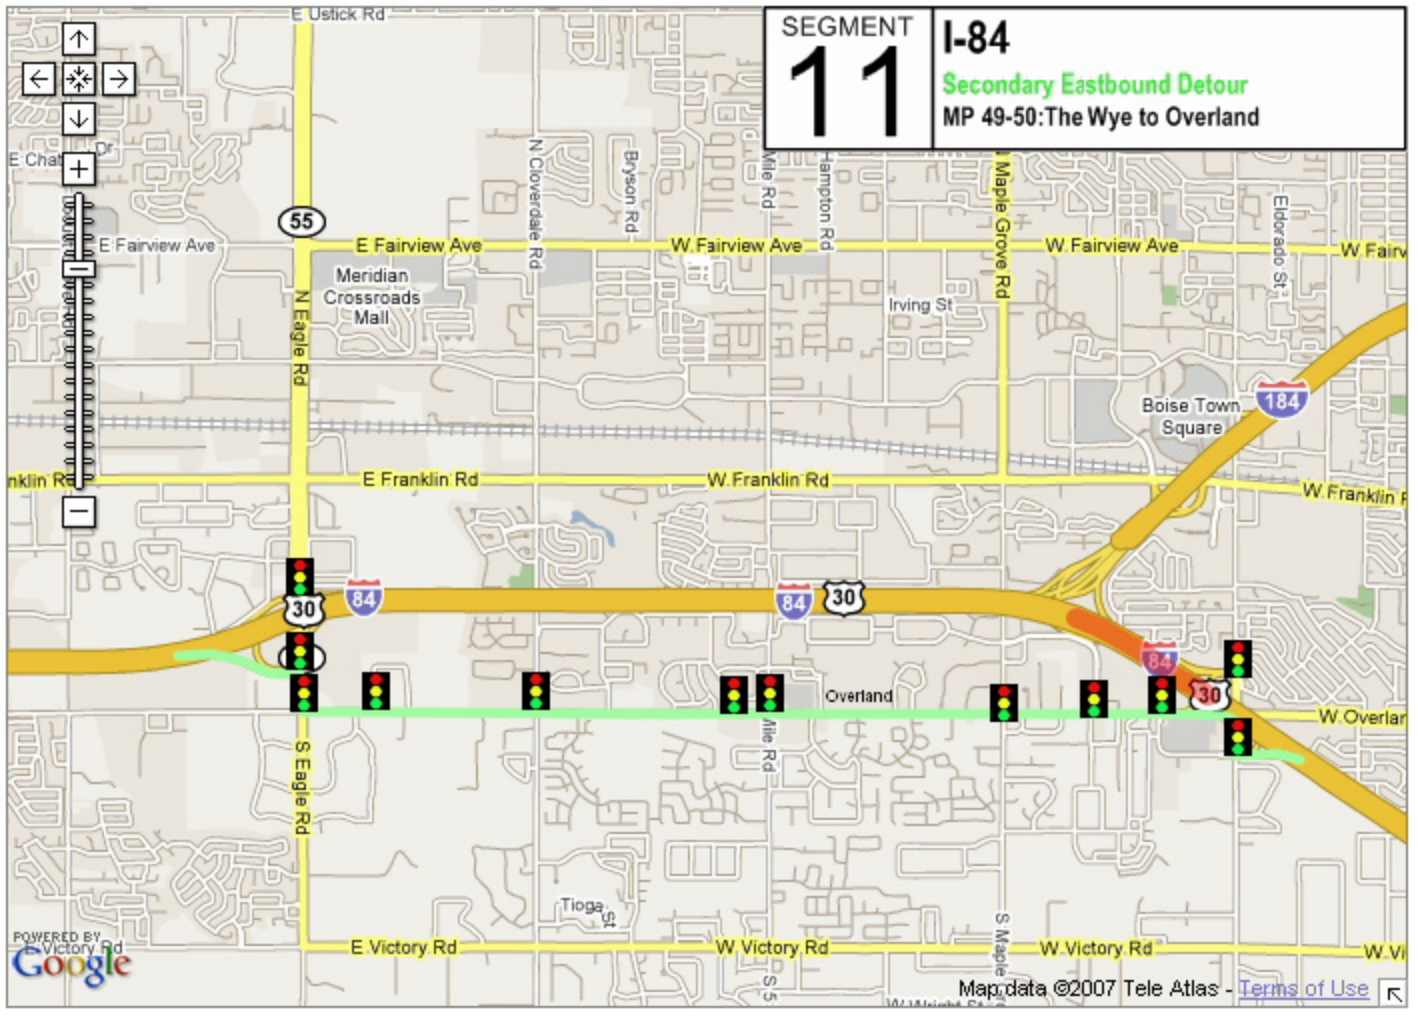 E Ustick Rd
SEGMENT
11
I-84
Secondary Eastbound Detour
MP 49-50:The Wye to Overland
N Cloverdale Rd
Bryson Rd
Mile Rd
Hampton Rd
N Maple Grove Rd
Eldorado St
55
E Fairview Ave
E Fairview Ave
W Fairview Ave
W Fairview Ave
W Fairv
Meridian
Crossroads
Mall
N Eagle Rd
Irving St
184
Boise Town
Square
nklin R
E Franklin Rd
W Franklin Rd
W Franklin R
30
84
84
30
84
30
Overland
W Overlar
Mile Rd
S Eagle Rd
Tioga St
S Maple
POWERED BY
Google
E Victory Rd
E Victory Rd
W Victory Rd
W Victory Rd
W Vi
S 5
W Wright St
Map data ©2007 Tele Atlas - Terms of Use